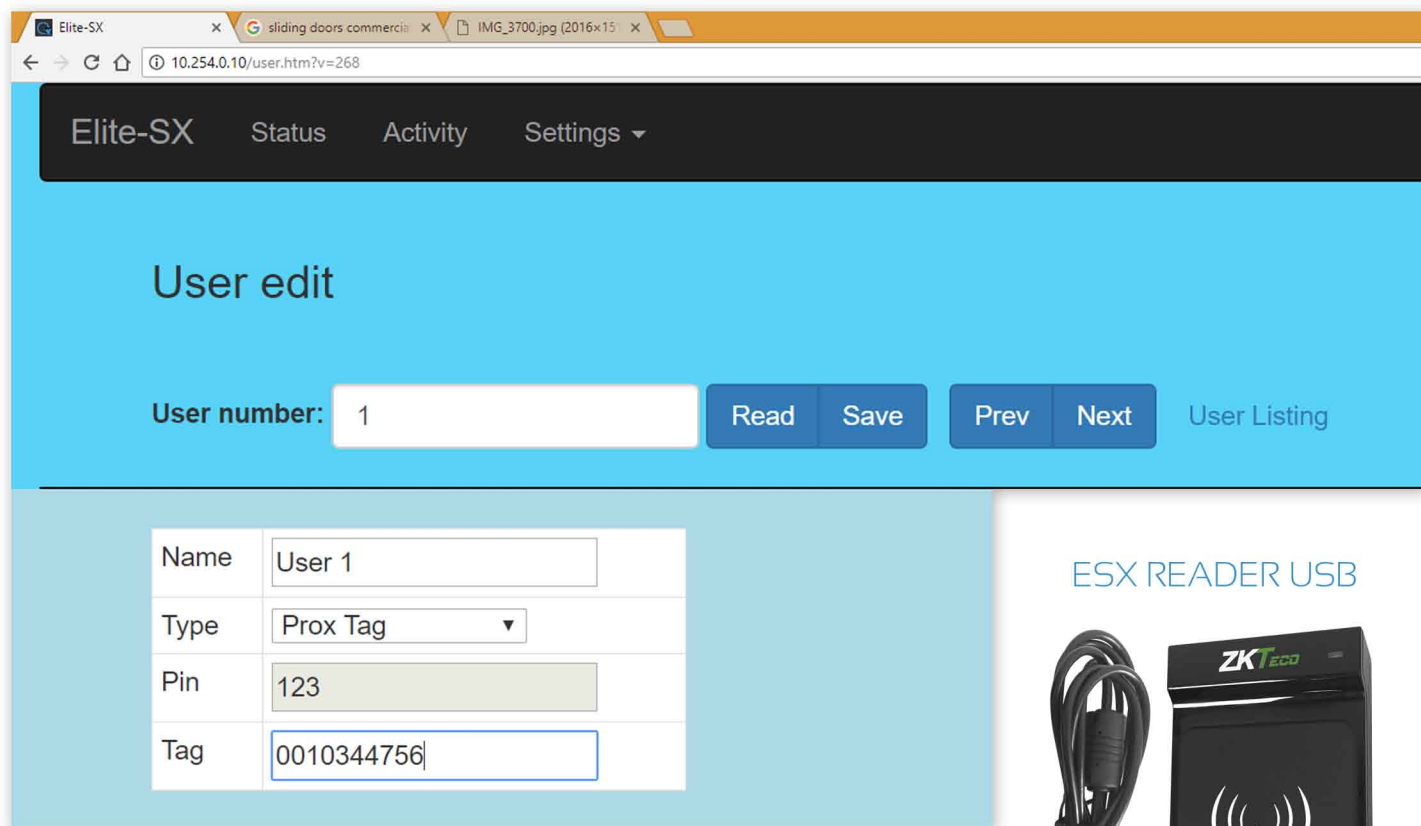 Elite-SX
sliding doors commercia
IMG_3700.jpg (2016×15
10.254.0.10/user.htm?v=268
Elite-SX Status Activity Settings
User edit
User number: 1 Read Save Prev Next User Listing
Name User 1
Type Prox Tag
Pin 123
Tag 0010344756
ESX READER USB
ZKTeco